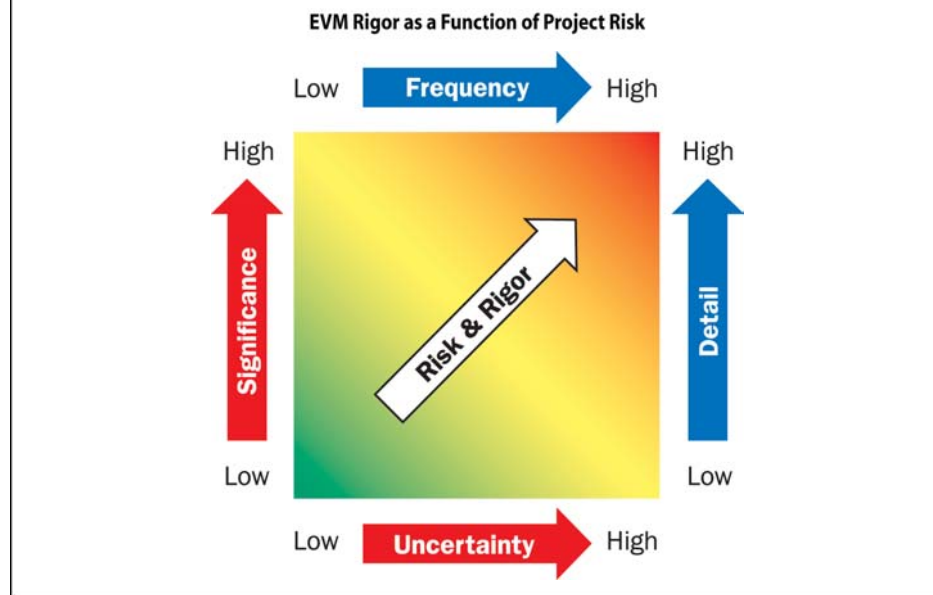 EVM Rigor as a Function of Project Risk
Low Frequency High
High High
Significance
Risk & Rigor
Detail
Low Low
Low Uncertainty High